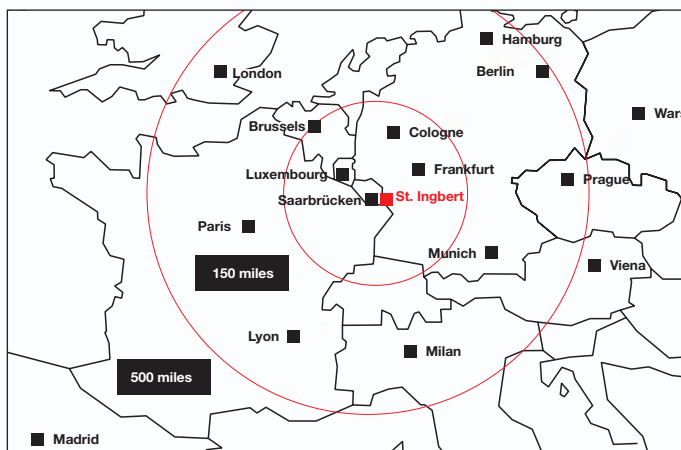 Hamburg
London
Berlin
Wars
Brussels
Cologne
Luxembourg
Frankfurt
Prague
Saarbrücken
St. Ingbert
Paris
Munich
Viena
150 miles
Lyon
Milan
500 miles
Madrid